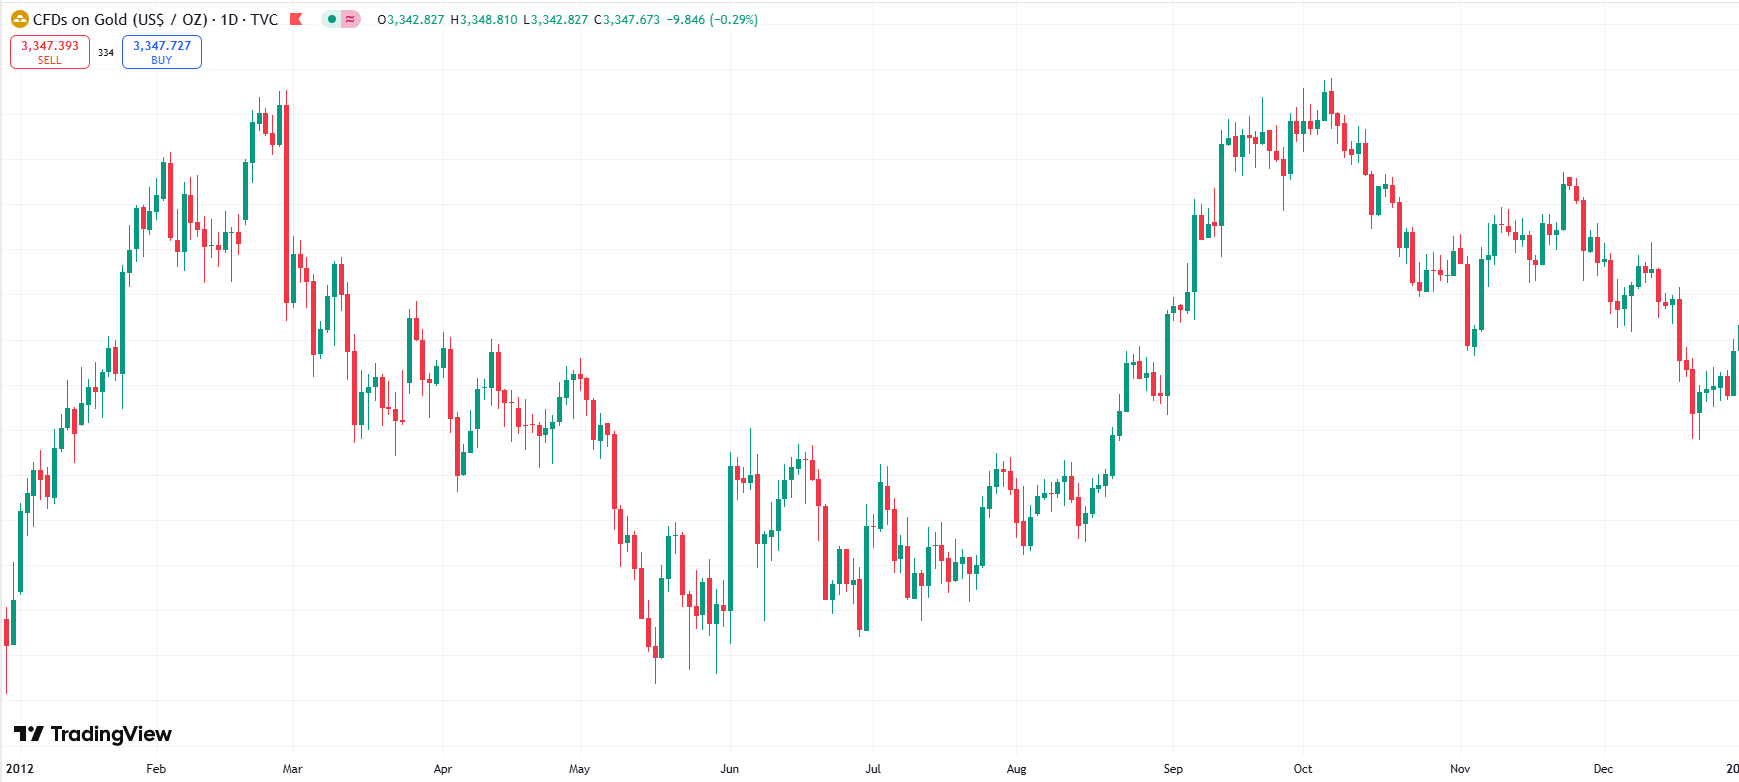 CFDs on Gold (US$ / OZ) · 1D · TVC O3,342.827 H3,348.810 L3,342.827 C3,347.673 −9.846 (−0.29%)
3,347.393 334 3,347.727
SELL BUY
TradingView
2012 Feb Mar Apr May Jun Jul Aug Sep Oct Nov Dec 20